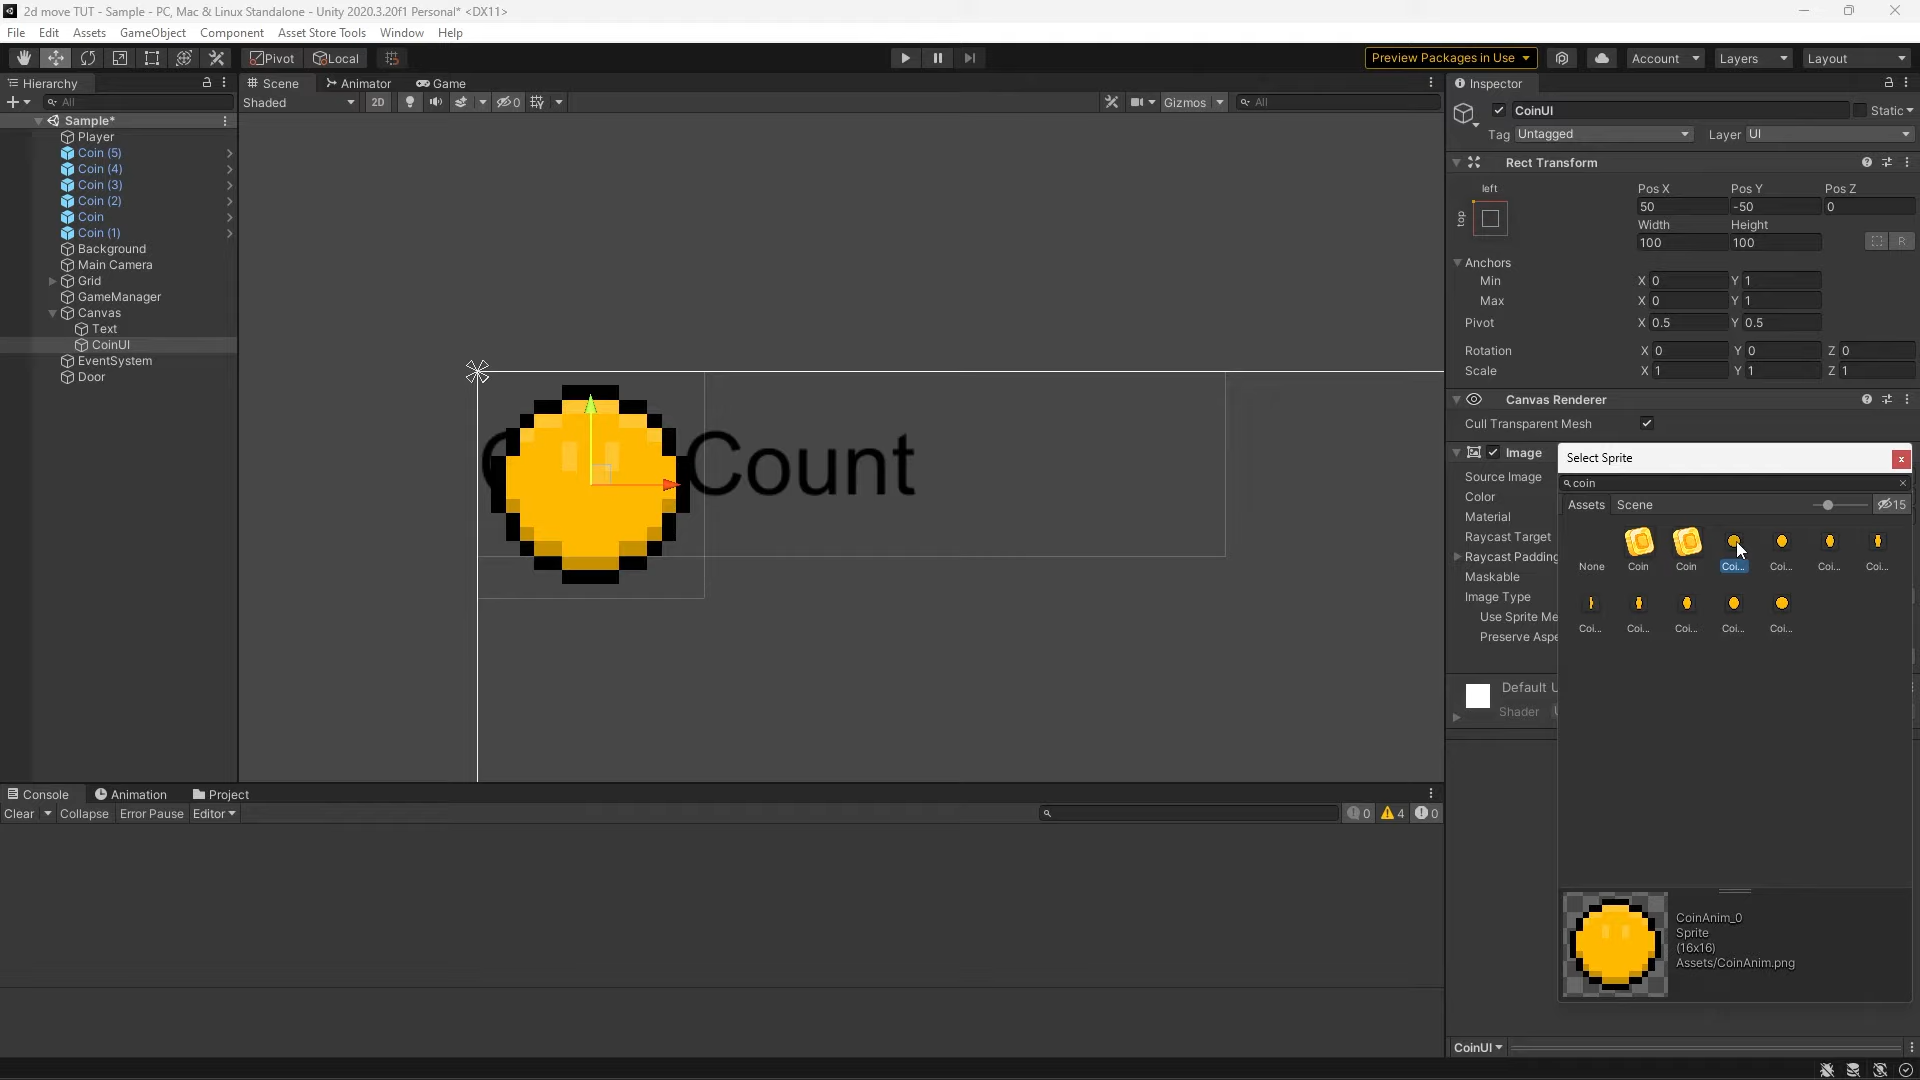 2d move TUT - Sample - PC, Mac & Linux Standalone - Unity 2020.3.20f1 Personal* <DX11>
File Edit Assets GameObject Component Asset Store Tools Window Help
Pivot Local Preview Packages in Use Account Layers Layout
Hierarchy
All
Sample*
Player
Coin (5)
Coin (4)
Coin (3)
Coin (2)
Coin
Coin (1)
Background
Main Camera
Grid
GameManager
Canvas
Text
CoinUI
EventSystem
Door
Scene Animator Game
Shaded 2D 0 Gizmos All
Count
Inspector
CoinUI Static
Tag Untagged Layer UI
Rect Transform
left
top
Pos X Pos Y Pos Z
50 -50 0
Width Height
100 100 R
Anchors
Min X 0 Y 1
Max X 0 Y 1
Pivot X 0.5 Y 0.5
Rotation X 0 Y 0 Z 0
Scale X 1 Y 1 Z 1
Canvas Renderer
Cull Transparent Mesh
Image
Source Image
Color
Material
Raycast Target
Raycast Padding
Maskable
Image Type
Use Sprite Me
Preserve Aspe
Default U
Shader
Select Sprite
coin
Assets Scene 15
None Coin Coin Coi... Coi... Coi... Coi...
Coi... Coi... Coi... Coi... Coi...
CoinAnim_0
Sprite
(16x16)
Assets/CoinAnim.png
CoinUI
Console Animation Project
Clear Collapse Error Pause Editor 0 4 0